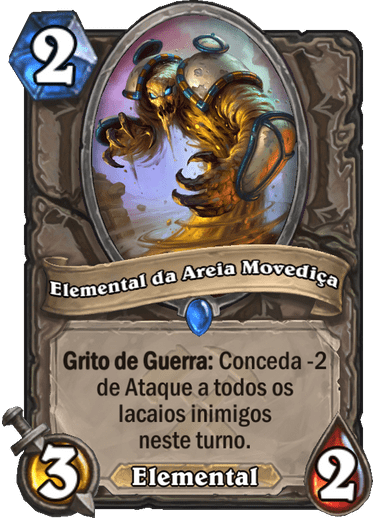 2
Elemental da Areia Movediça
Grito de Guerra: Conceda -2
de Ataque a todos os
lacaios inimigos
neste turno.
3
Elemental
2